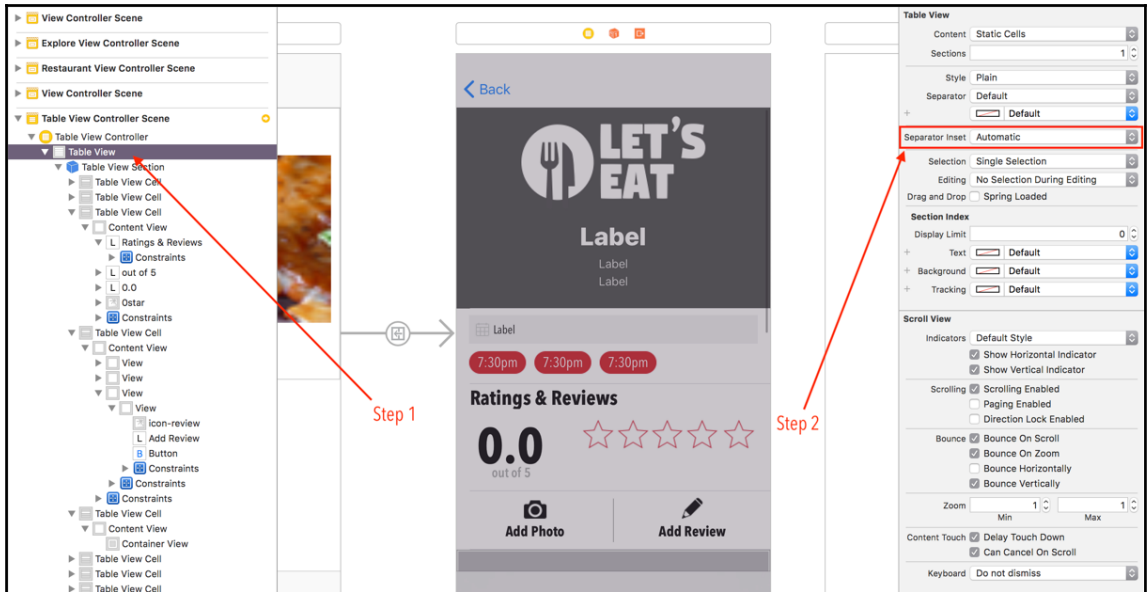 View Controller Scene
Explore View Controller Scene
Restaurant View Controller Scene
View Controller Scene
Table View Controller Scene
Table View Controller
Table View
Table View Section
Table View Cell
Table View Cell
Table View Cell
Content View
L Ratings & Reviews
Constraints
L out of 5
L 0.0
0star
Constraints
Table View Cell
Content View
View
View
View
View
icon-review
L Add Review
B Button
Constraints
Constraints
Constraints
Table View Cell
Content View
Container View
Table View Cell
Table View Cell
Table View Cell
Step 1
Back
LET'S
EAT
Label
Label
Label
Label
7:30pm 7:30pm 7:30pm
Ratings & Reviews
0.0
out of 5
Add Photo Add Review
Step 2
Table View
Content Static Cells
Sections 1
Style Plain
Separator Default
+ Default
Separator Inset Automatic
Selection Single Selection
Editing No Selection During Editing
Drag and Drop Spring Loaded
Section Index
Display Limit 0
+ Text Default
+ Background Default
+ Tracking Default
Scroll View
Indicators Default Style
Show Horizontal Indicator
Show Vertical Indicator
Scrolling Scrolling Enabled
Paging Enabled
Direction Lock Enabled
Bounce Bounce On Scroll
Bounce On Zoom
Bounce Horizontally
Bounce Vertically
Zoom 1 1
Min Max
Content Touch Delay Touch Down
Can Cancel On Scroll
Keyboard Do not dismiss